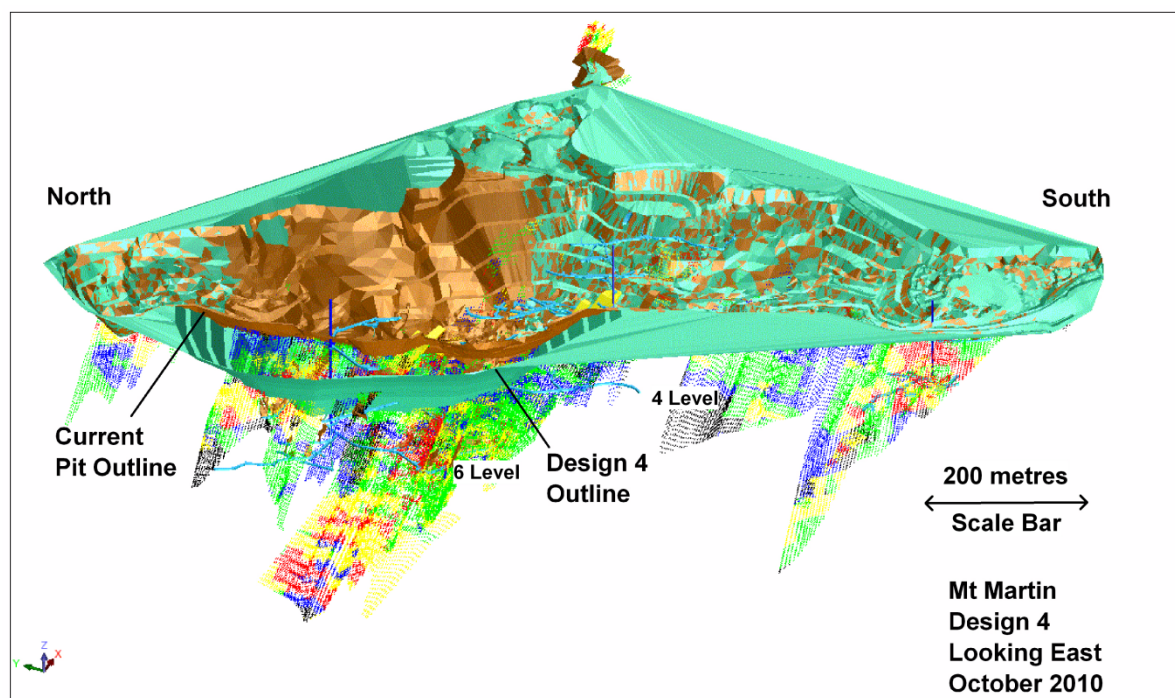 North
South
Current
Pit Outline
4 Level
6 Level
Design 4
Outline
200 metres
Scale Bar
Mt Martin
Design 4
Looking East
October 2010
Z
Y
X